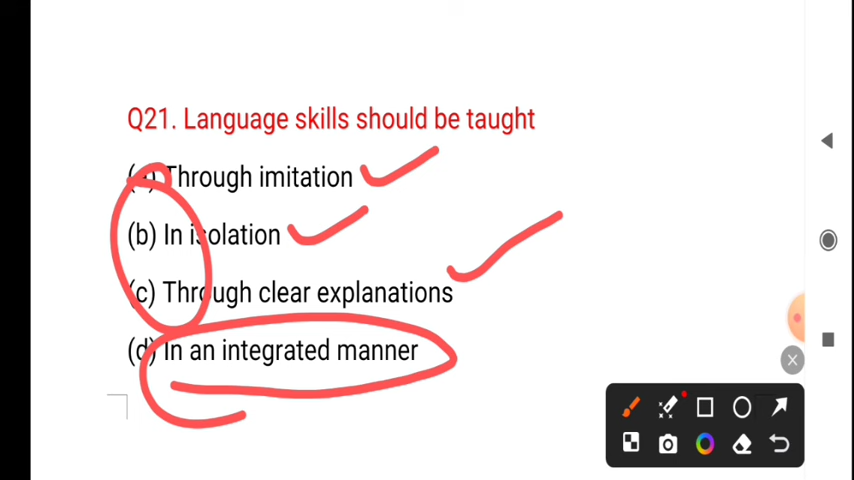 Q21. Language skills should be taught
(a) Through imitation
(b) In isolation
(c) Through clear explanations
(d) In an integrated manner